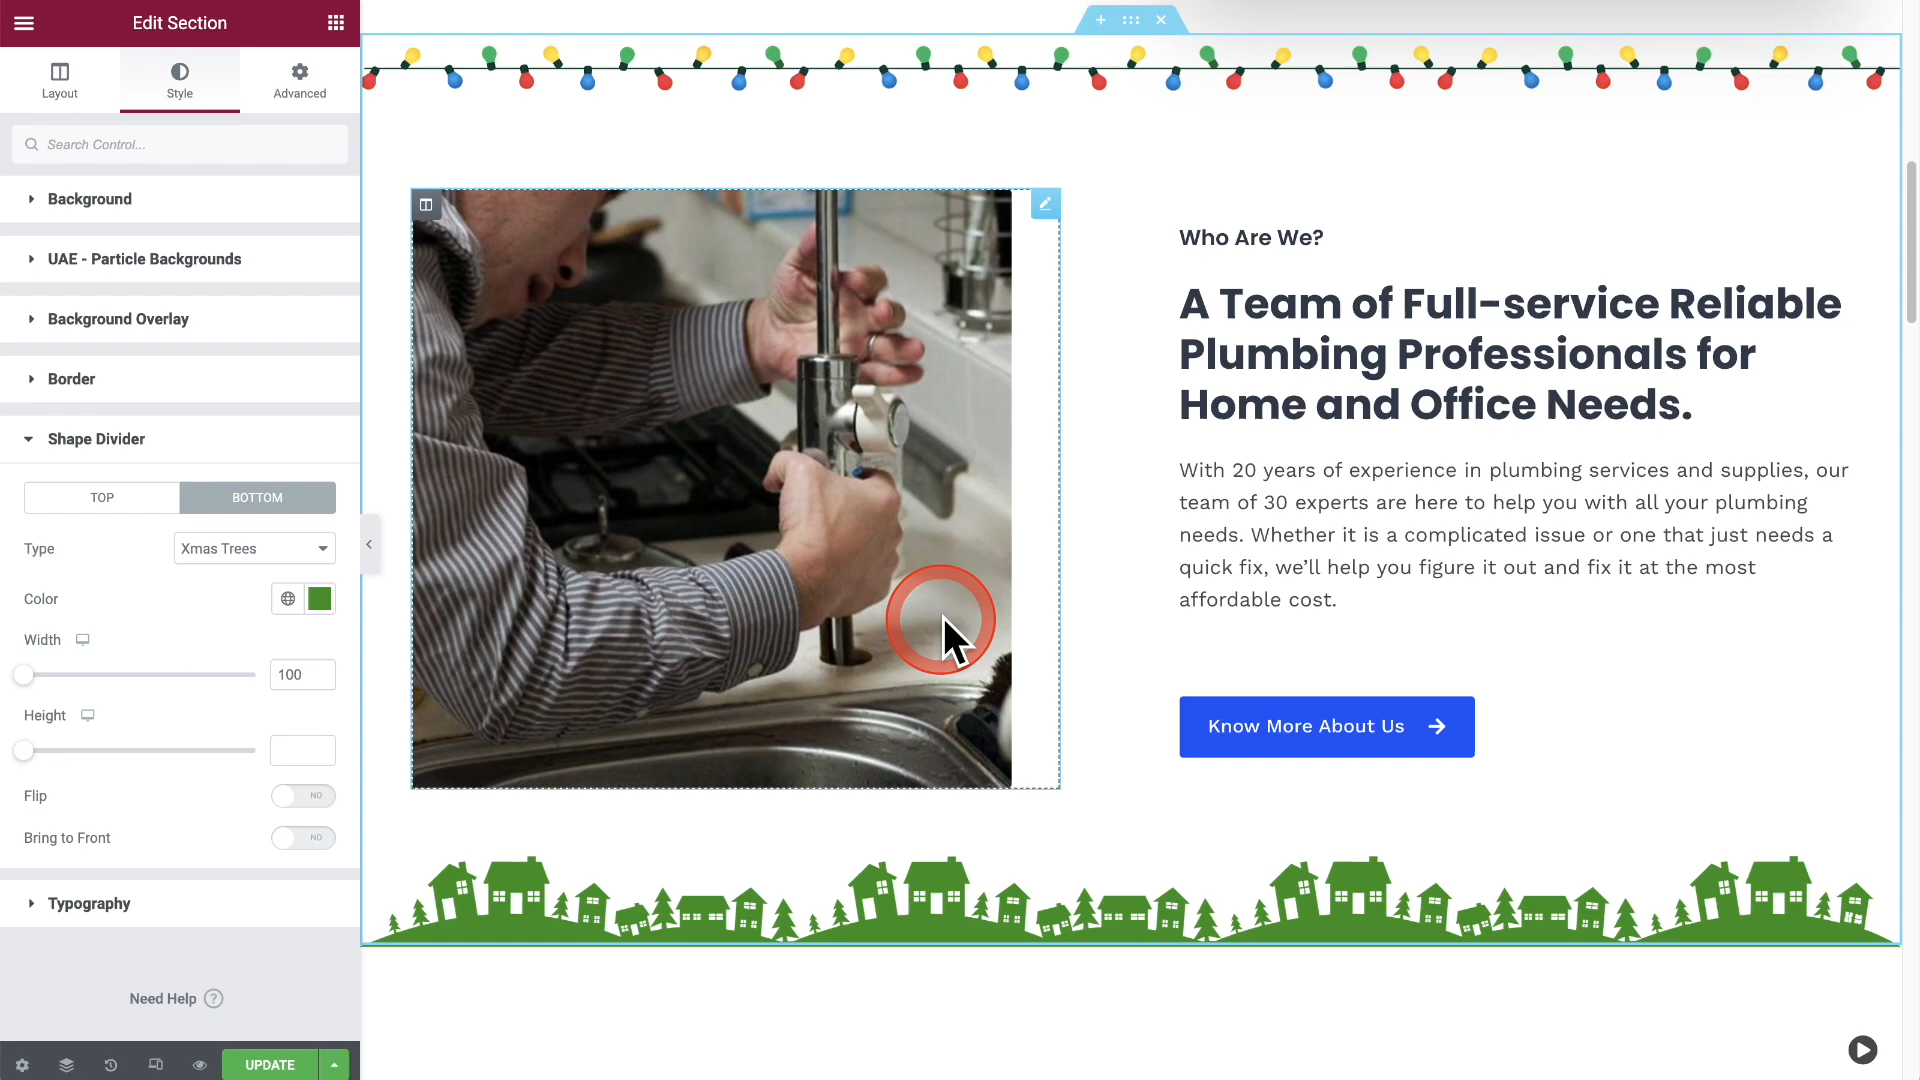 Edit Section
Layout
Style
Advanced
Search Control...
Background
UAE - Particle Backgrounds
Background Overlay
Border
Shape Divider
TOP
BOTTOM
Type
Xmas Trees
Color
Width
100
Height
Flip
NO
Bring to Front
NO
Typography
Need Help ?
UPDATE
Who Are We?
A Team of Full-service Reliable
Plumbing Professionals for
Home and Office Needs.
With 20 years of experience in plumbing services and supplies, our
team of 30 experts are here to help you with all your plumbing
needs. Whether it is a complicated issue or one that just needs a
quick fix, we’ll help you figure it out and fix it at the most
affordable cost.
Know More About Us